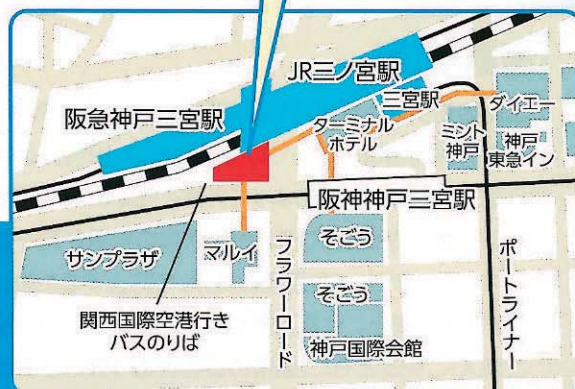 JR三ノ宮駅
阪急神戸三宮駅
三宮駅
ダイエー
ターミナル
ホテル
ミント
神戸
神戸
東急イン
阪神神戸三宮駅
サンプラザ
マルイ
フラワーロード
そごう
ポートライナー
そごう
関西国際空港行き
バスのりば
神戸国際会館